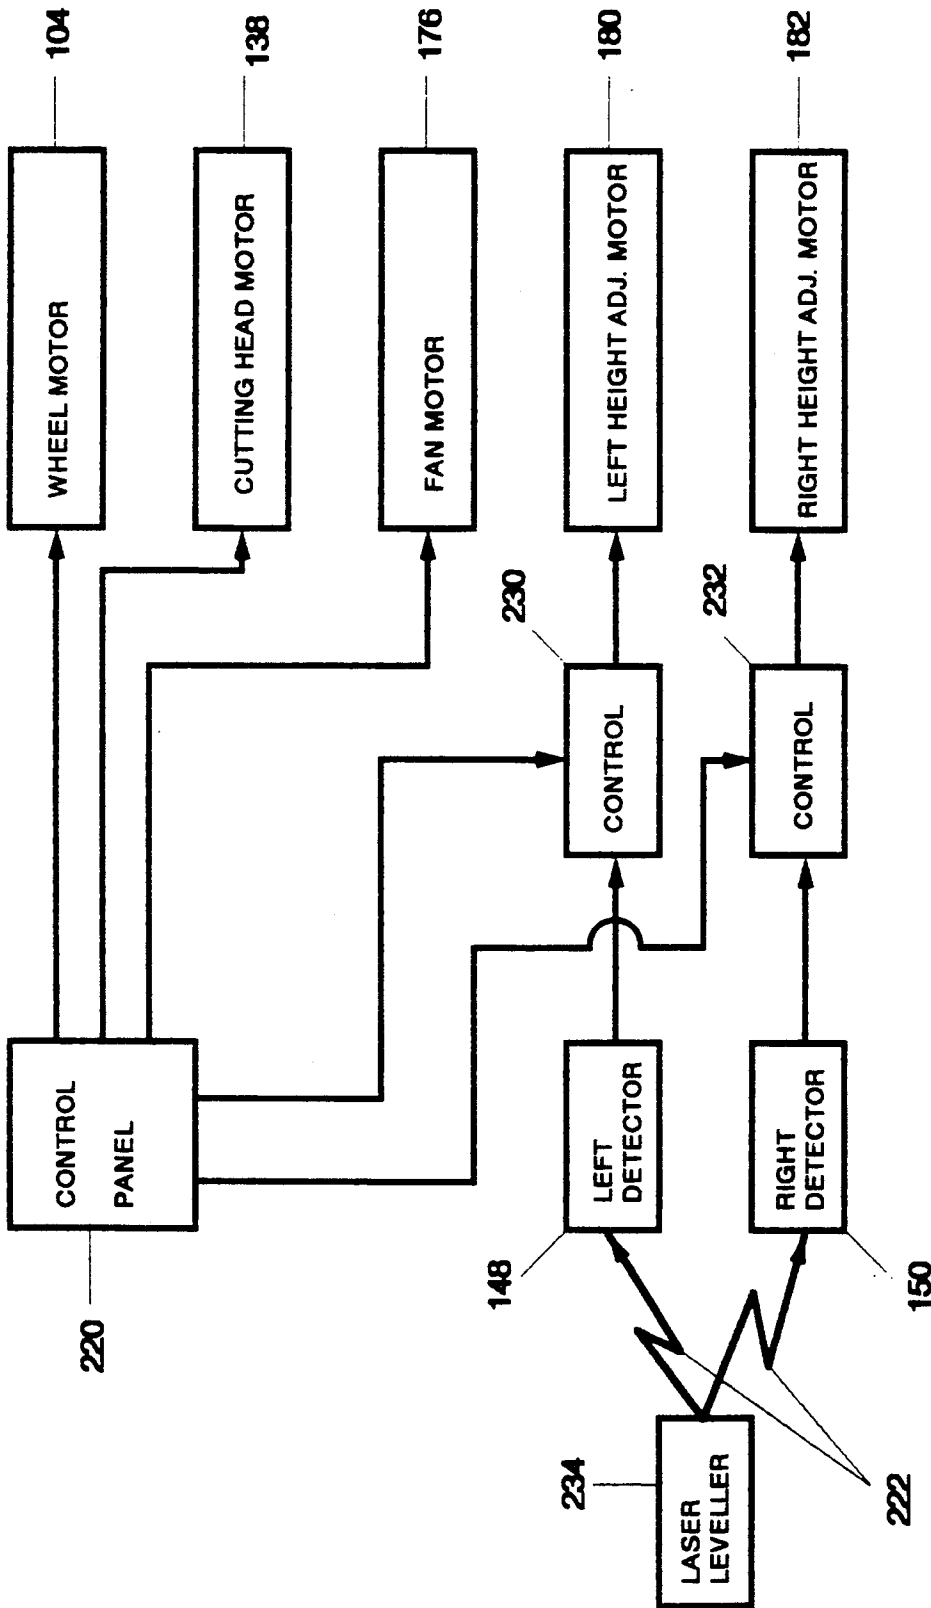 220
CONTROL
PANEL
WHEEL MOTOR
104
CUTTING HEAD MOTOR
138
FAN MOTOR
176
148
LEFT
DETECTOR
CONTROL
230
LEFT HEIGHT ADJ. MOTOR
180
234
LASER
LEVELLER
222
150
RIGHT
DETECTOR
CONTROL
232
RIGHT HEIGHT ADJ. MOTOR
182